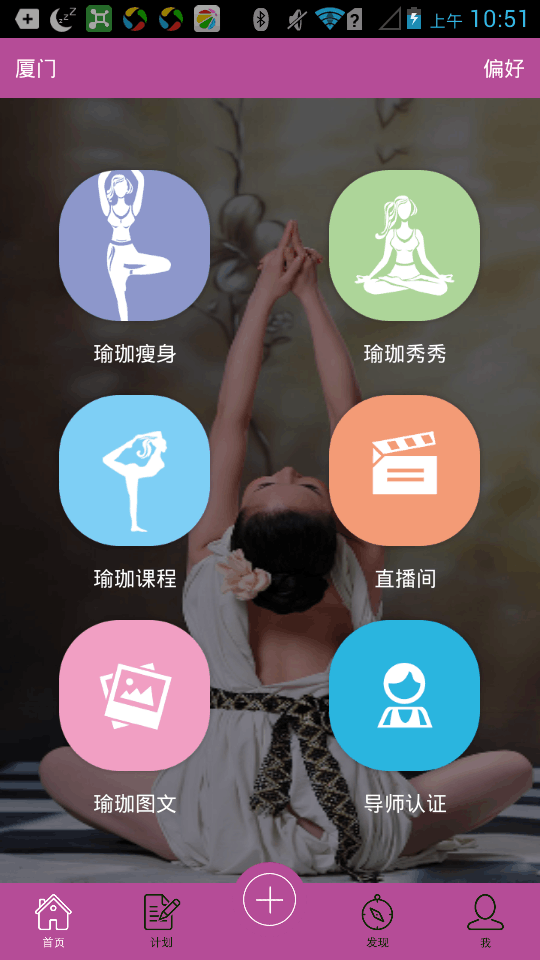 上午 10:51
厦门 偏好
瑜珈瘦身 瑜珈秀秀
瑜珈课程 直播间
瑜珈图文 导师认证
首页 计划 发现 我